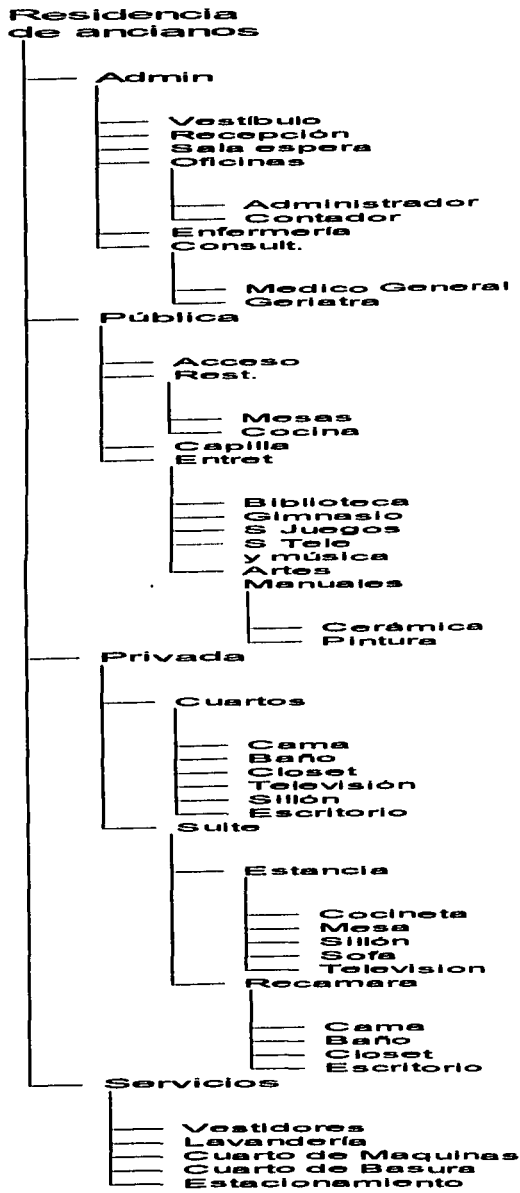 Residencia
de ancianos
Admin
Vestíbulo
Recepción
Sala espera
Oficinas
Administrador
Contador
Enfermería
Consult.
Medico General
Geriatra
Pública
Acceso
Rest.
Mesas
Cocina
Capilla
Entret
Biblioteca
Gimnasio
S Juegos
S Tele
y música
Artes
Manuales
Cerámica
Pintura
Privada
Cuartos
Cama
Baño
Closet
Televisión
Sillón
Escritorio
Suite
Estancia
Cocineta
Mesa
Sillón
Sofa
Television
Recamara
Cama
Baño
Closet
Escritorio
Servicios
Vestidores
Lavandería
Cuarto de Maquinas
Cuarto de Basura
Estacionamiento